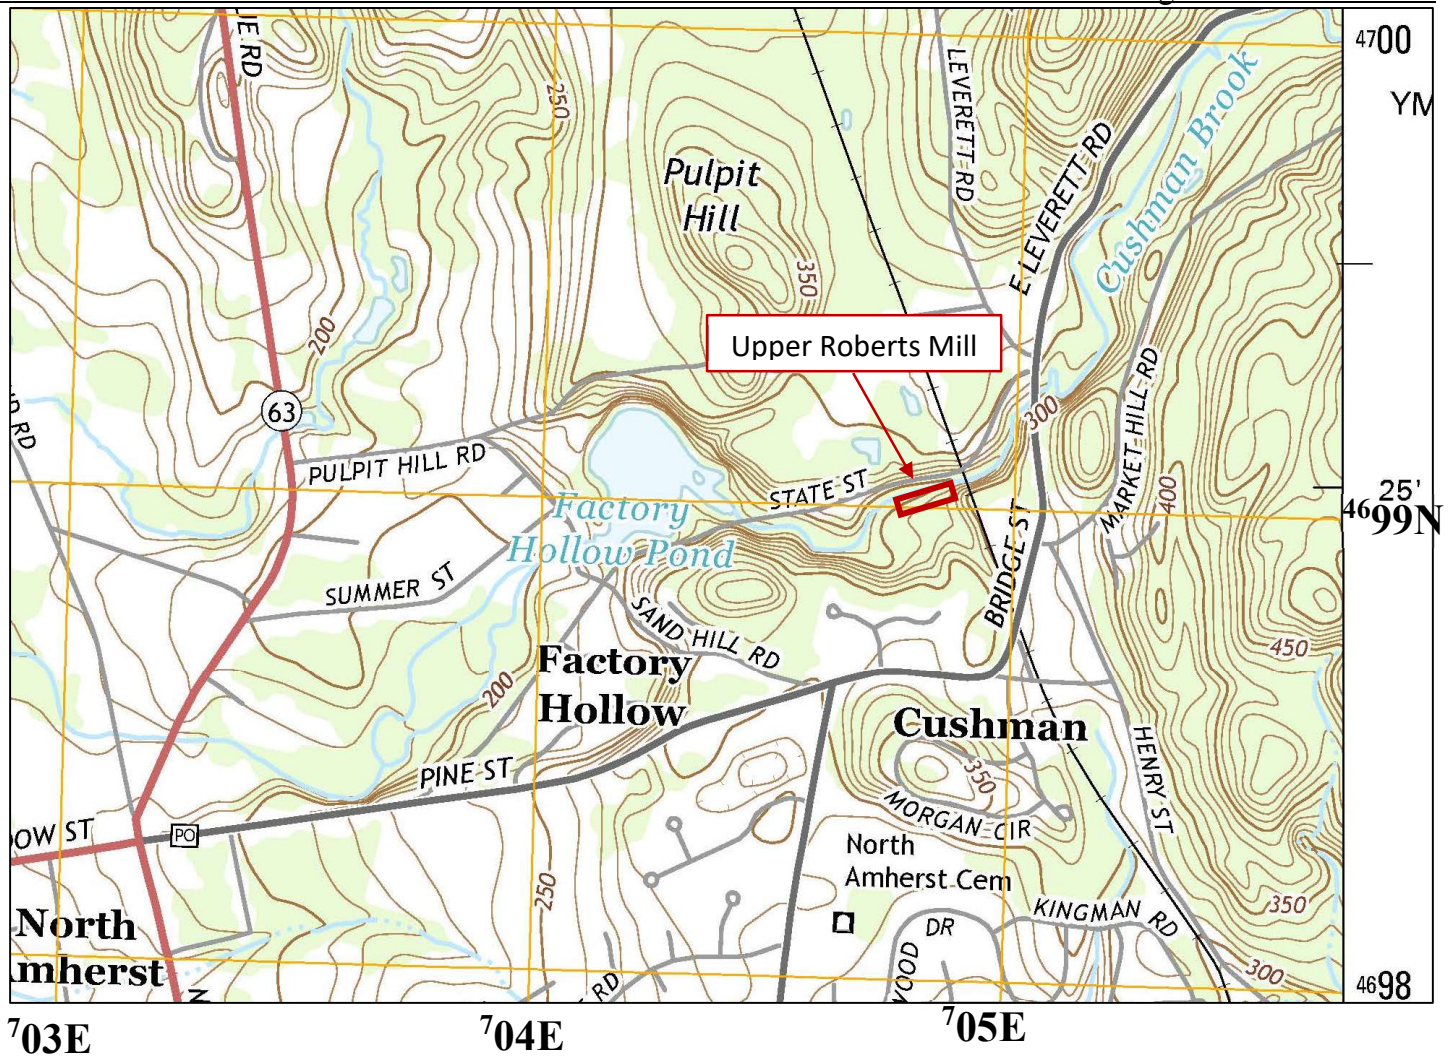 4700
YM
250
LEVERETT RD
E LEVERETT RD
Cushman Brook
Pulpit
Hill
350
200
Upper Roberts Mill
63
300
MARKET HILL RD
PULPIT HILL RD
STATE ST
400
25'
4699N
Factory
Hollow Pond
BRIDGE ST
SUMMER ST
SAND HILL RD
450
Factory
Hollow
200
Cushman
PINE ST
350
HENRY ST
MORGAN CIR
PO
North
Amherst Cem
250
KINGMAN RD
DR
350
North
Amherst
RD
300
4698
703E
704E
705E